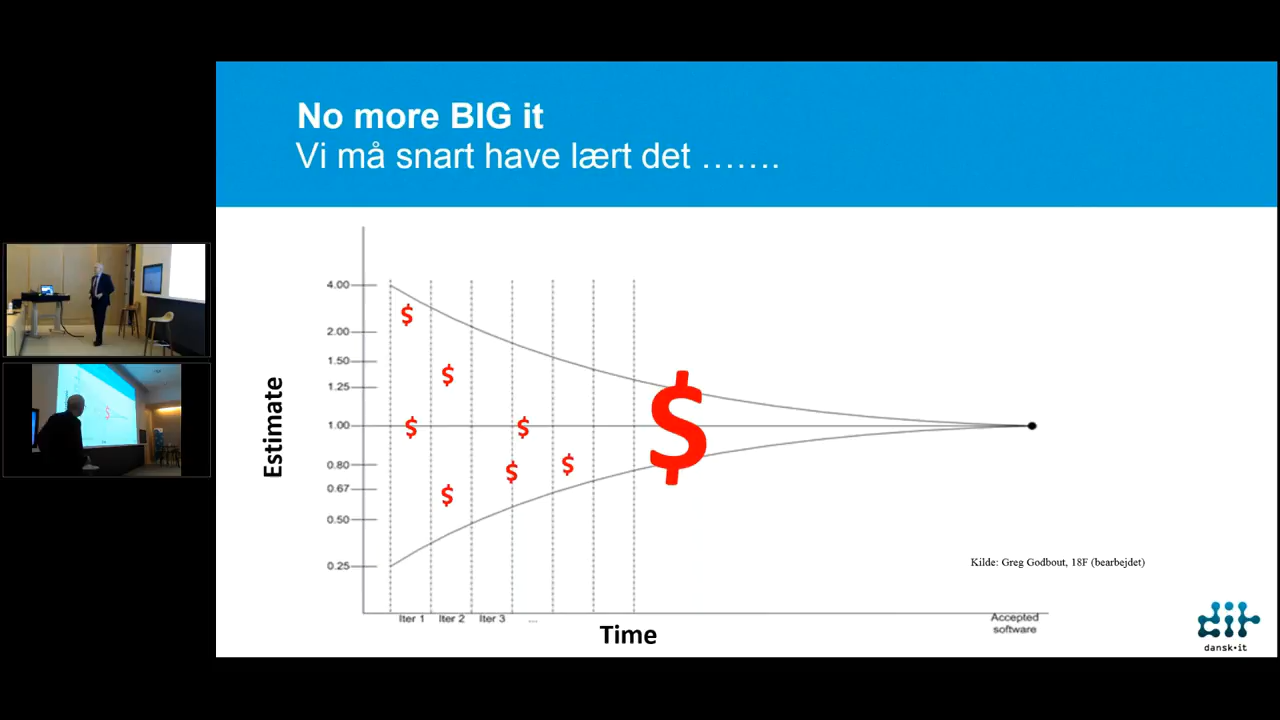 No more BIG it
Vi må snart have lært det …….
4.00
2.00
1.50
1.25
1.00
0.80
0.67
0.50
0.25
Estimate
$
$
$
$
$
$
$
$
Iter 1 Iter 2 Iter 3 ...
Time
Accepted
software
Kilde: Greg Godbout, 18F (bearbejdet)
dit
dansk•it